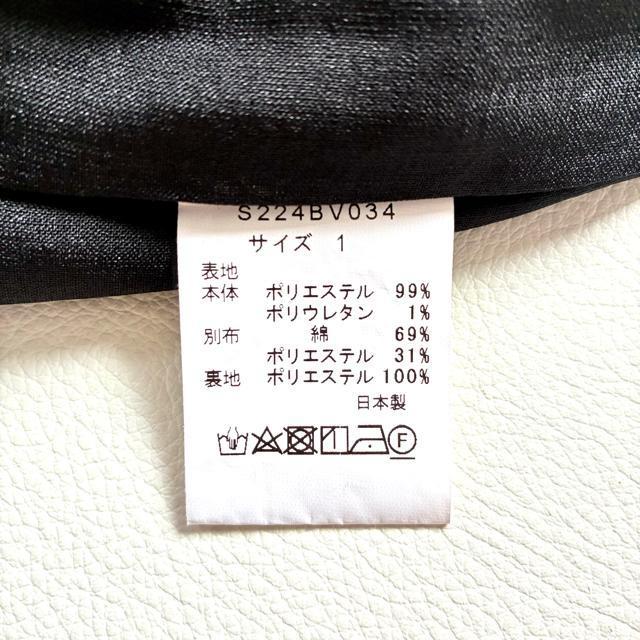 S224BV034
サイズ 1
表地
本体 ポリエステル 99%
ポリウレタン 1%
別布 綿 69%
ポリエステル 31%
裏地 ポリエステル 100%
日本製
F